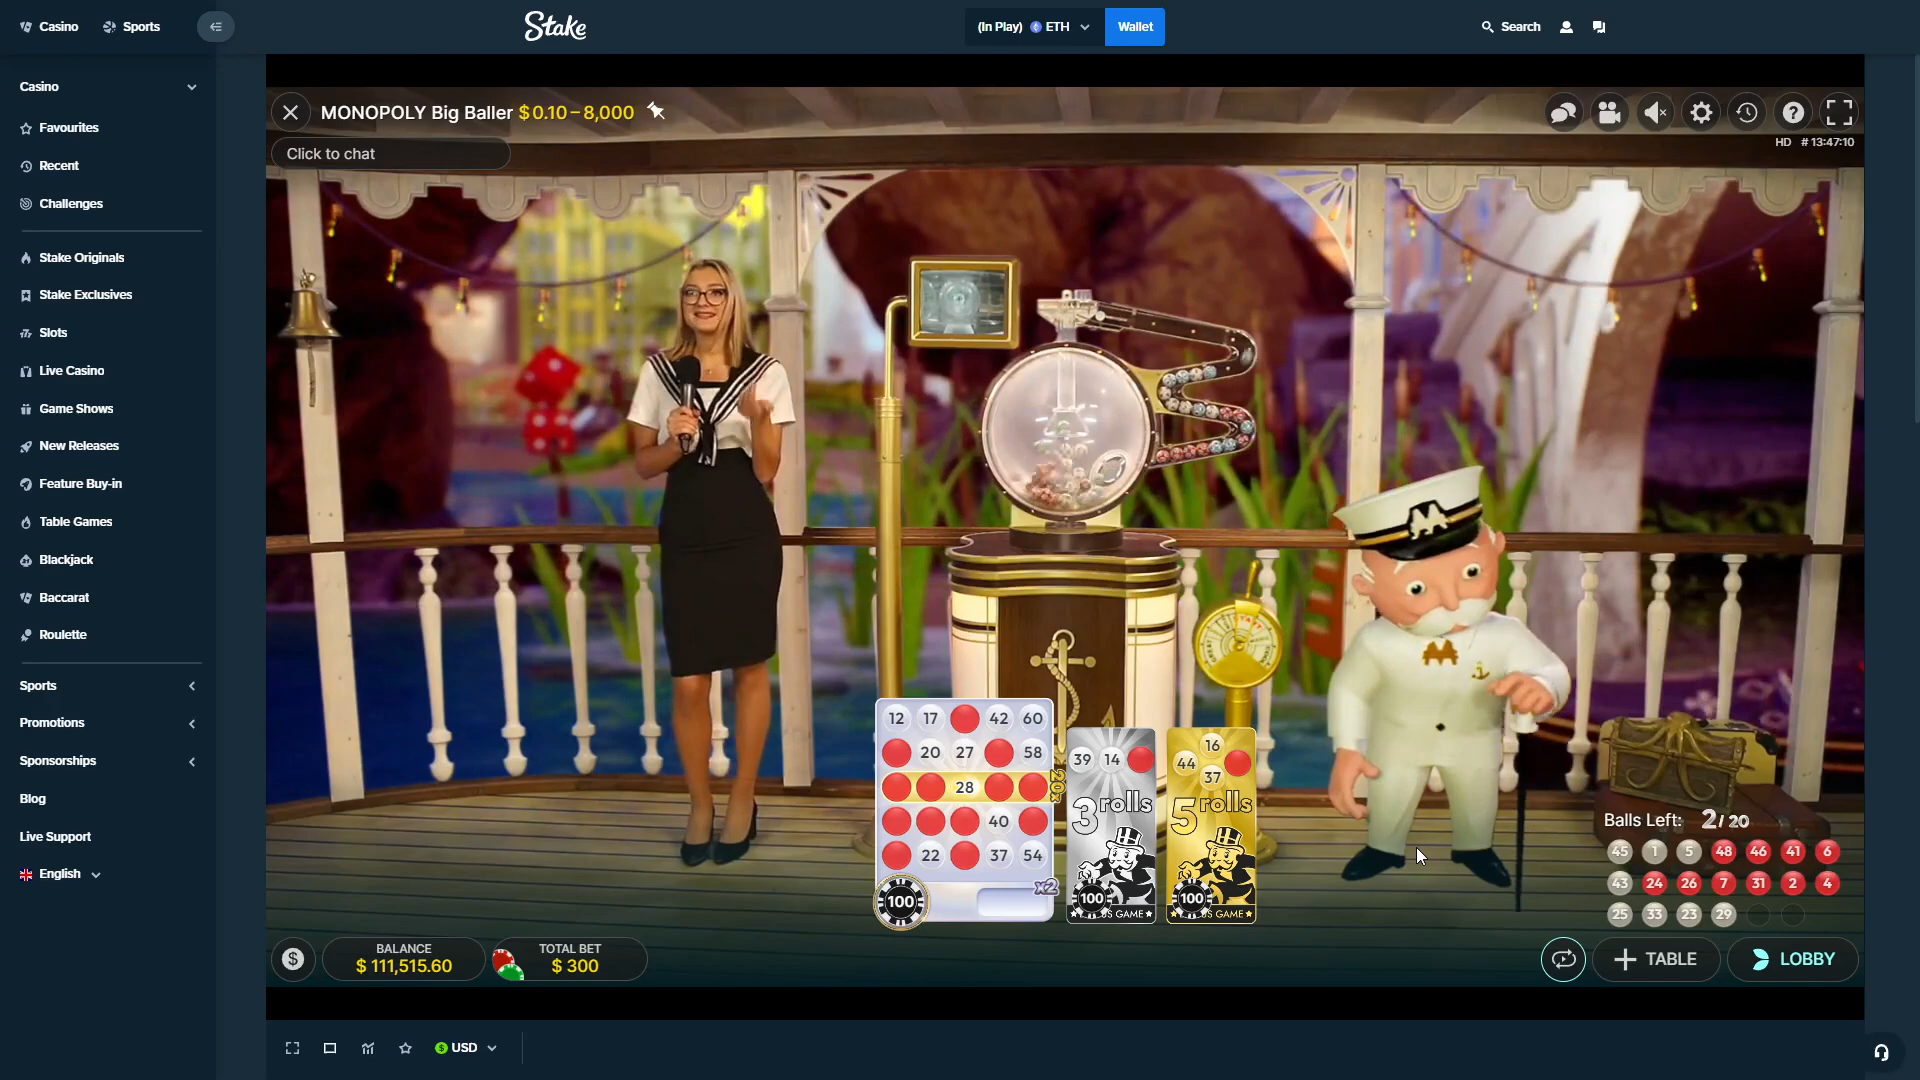 Casino
Sports
Stake
(In Play) ETH
Wallet
Search
Casino
Favourites
Recent
Challenges
Stake Originals
Stake Exclusives
Slots
Live Casino
Game Shows
New Releases
Feature Buy-in
Table Games
Blackjack
Baccarat
Roulette
Sports
Promotions
Sponsorships
Blog
Live Support
English
MONOPOLY Big Baller $0.10–8,000
Click to chat
HD # 13:47:10
12 17 42 60
20 27 58
28 20x
40
22 37 54
100 x2
39 14
3 rolls
100
US GAME
16
44
37
5 rolls
100
US GAME
Balls Left: 2/20
45 1 5 48 46 41 6
43 24 26 7 31 2 4
25 33 23 29
BALANCE
$ 111,515.60
TOTAL BET
$ 300
TABLE
LOBBY
USD